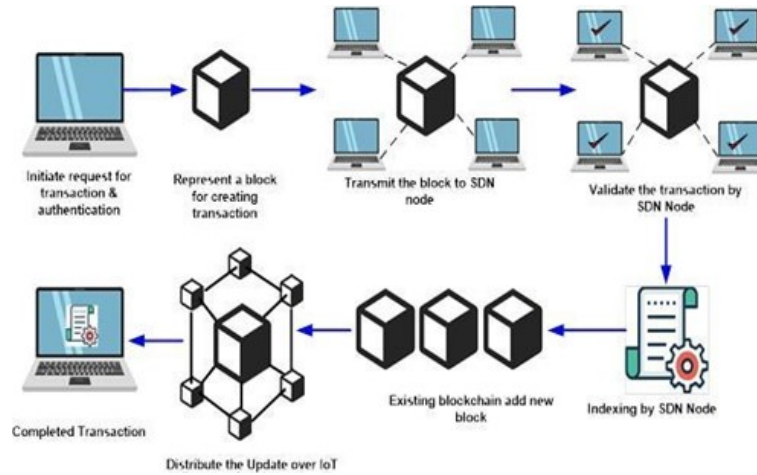 Initiate request for
transaction &
authentication
Represent a block
for creating
transaction
Transmit the block to SDN
node
Validate the transaction by
SDN Node
Indexing by SDN Node
Existing blockchain add new
block
Distribute the Update over IoT
Completed Transaction